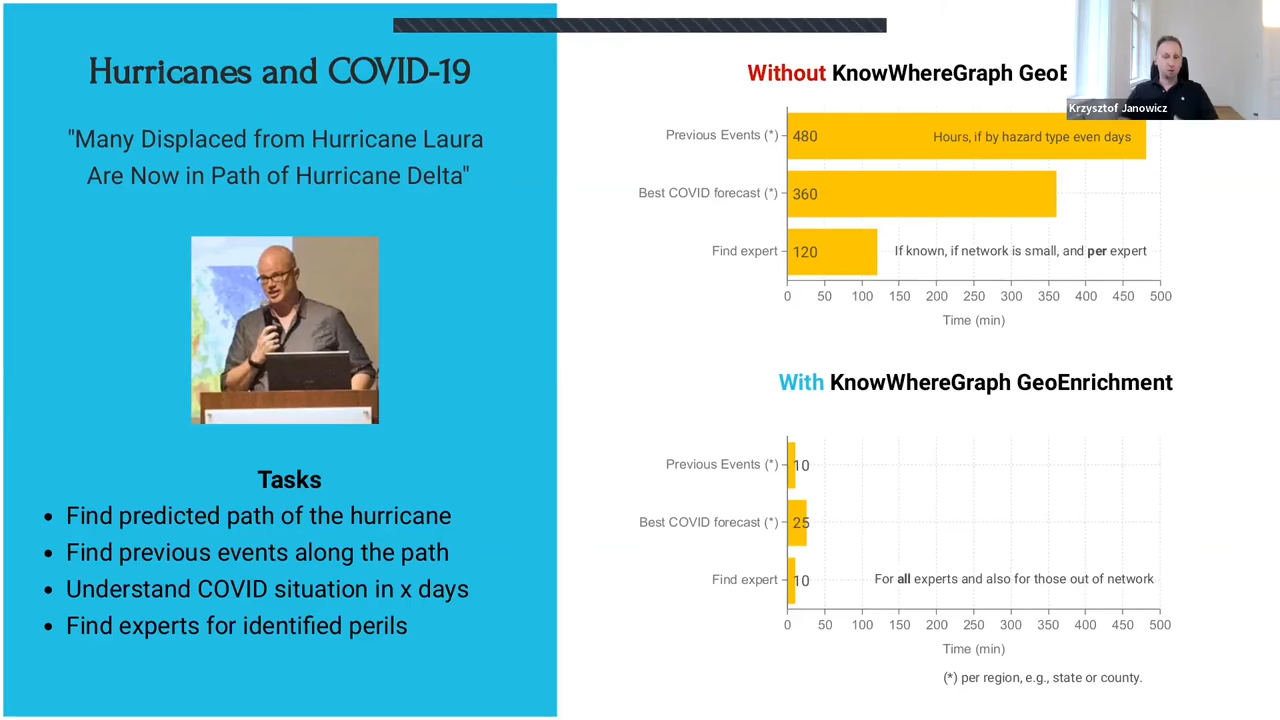 Hurricanes and COVID-19
"Many Displaced from Hurricane Laura
Are Now in Path of Hurricane Delta"
Tasks
• Find predicted path of the hurricane
• Find previous events along the path
• Understand COVID situation in x days
• Find experts for identified perils
Without KnowWhereGraph
Krzysztof Janowicz
Previous Events (*) 480 Hours, if by hazard type even days
Best COVID forecast (*) 360
Find expert 120 If known, if network is small, and per expert
0 50 100 150 200 250 300 350 400 450 500
Time (min)
With KnowWhereGraph GeoEnrichment
Previous Events (*) 10
Best COVID forecast (*) 25
Find expert 10 For all experts and also for those out of network
0 50 100 150 200 250 300 350 400 450 500
Time (min)
(*) per region, e.g., state or county.